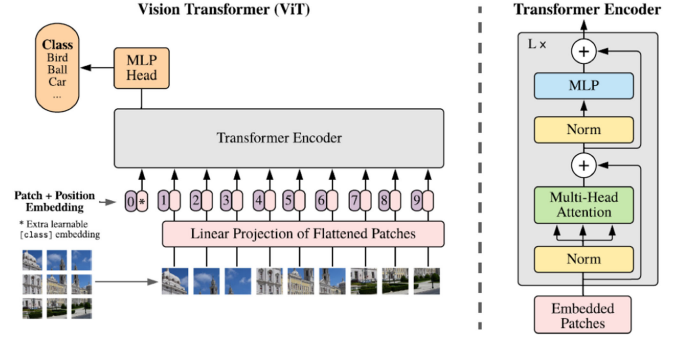 Vision Transformer (ViT)
Class
Bird
Ball
Car
...
MLP
Head
Transformer Encoder
Patch + Position
Embedding
0 * 1 2 3 4 5 6 7 8 9
* Extra learnable
[class] embedding
Linear Projection of Flattened Patches
Transformer Encoder
L ×
+
MLP
Norm
+
Multi-Head
Attention
Norm
Embedded
Patches